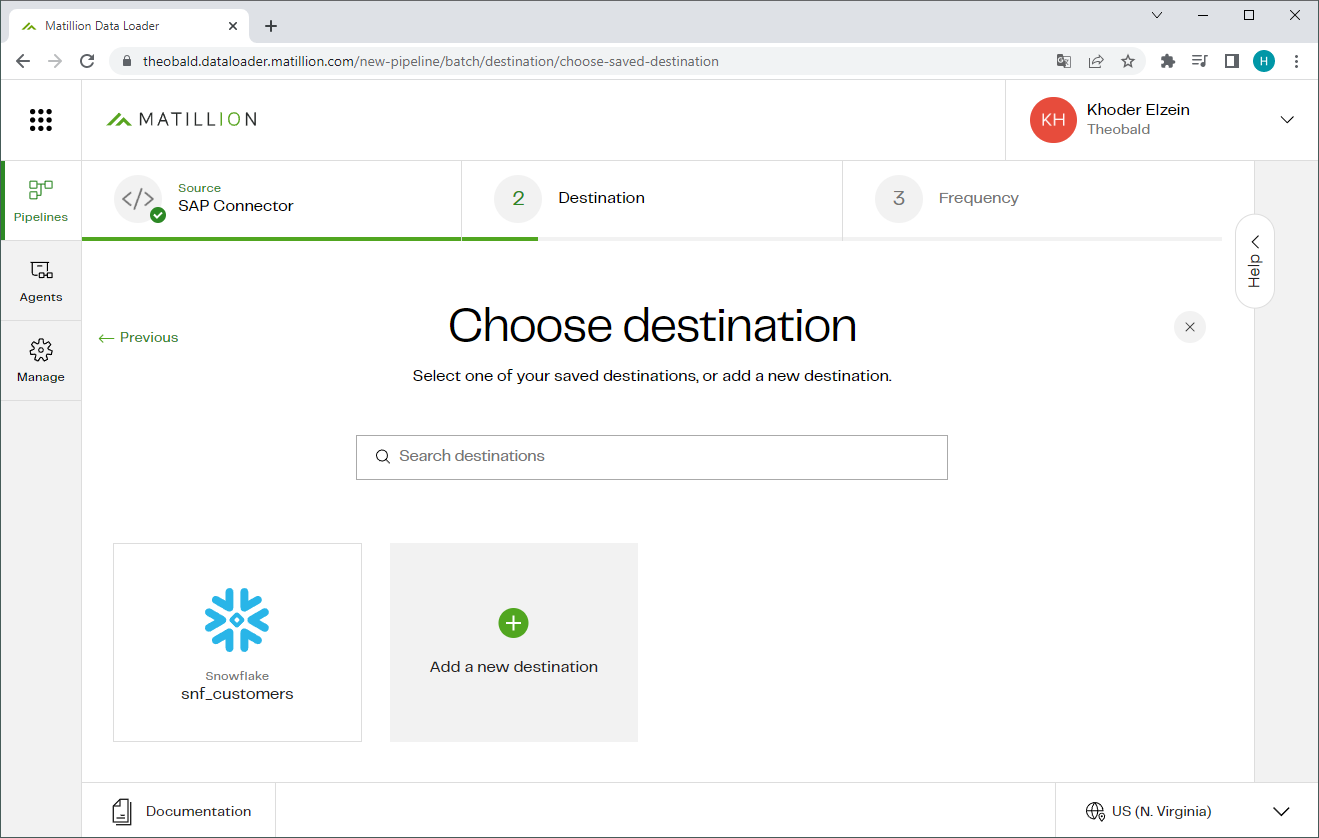 Matillion Data Loader
theobald.dataloader.matillion.com/new-pipeline/batch/destination/choose-saved-destination
H
MATILLION
KH
Khoder Elzein
Theobald
Pipelines
Agents
Manage
Source
SAP Connector
2
Destination
3
Frequency
Help
Previous
Choose destination
Select one of your saved destinations, or add a new destination.
Search destinations
Snowflake
snf_customers
Add a new destination
Documentation
US (N. Virginia)